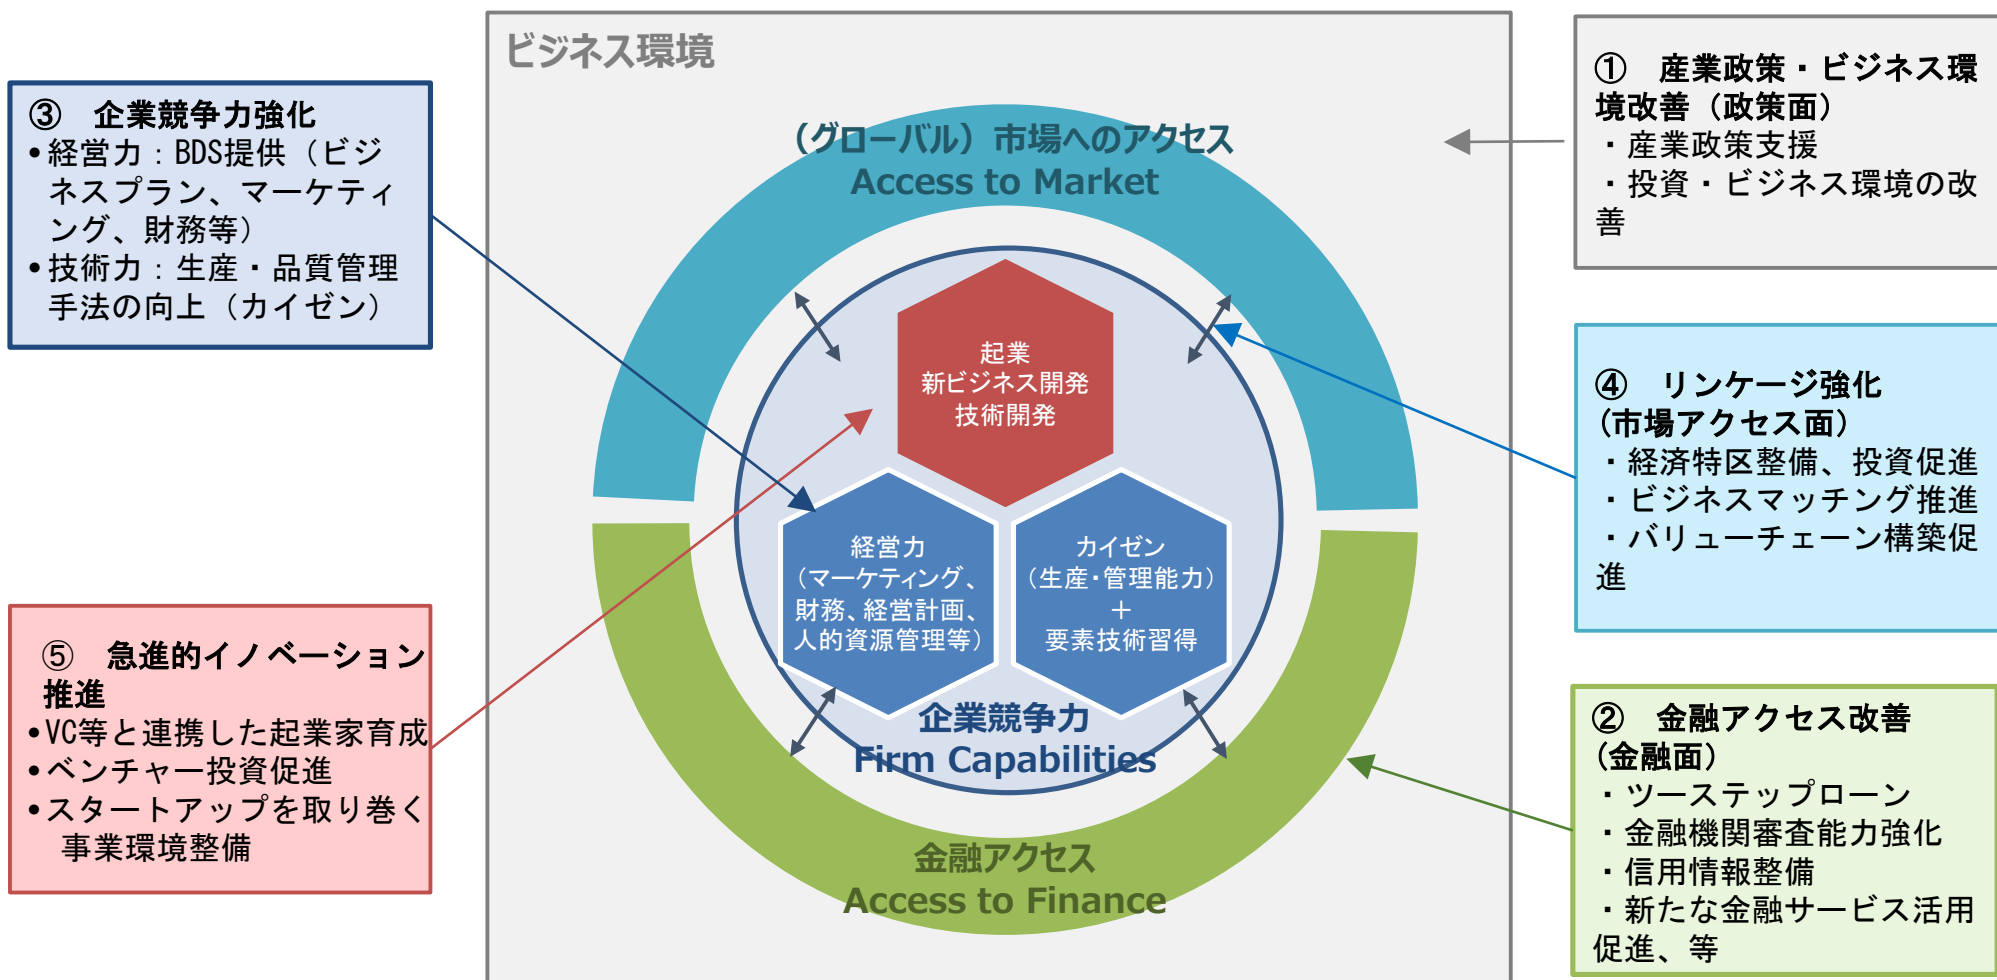 ビジネス環境
③　企業競争力強化
•経営力：BDS提供（ビジ
ネスプラン、マーケティ
ング、財務等）
•技術力：生産・品質管理
手法の向上（カイゼン）
⑤　急進的イノベーション
推進
•VC等と連携した起業家育成
•ベンチャー投資促進
•スタートアップを取り巻く
事業環境整備
（グローバル）市場へのアクセス
Access to Market
起業
新ビジネス開発
技術開発
経営力
（マーケティング、
財務、経営計画、
人的資源管理等）
カイゼン
（生産・管理能力）
＋
要素技術習得
企業競争力
Firm Capabilities
金融アクセス
Access to Finance
①　産業政策・ビジネス環
境改善（政策面）
・産業政策支援
・投資・ビジネス環境の改
善
④　リンケージ強化
(市場アクセス面）
・経済特区整備、投資促進
・ビジネスマッチング推進
・バリューチェーン構築促
進
②　金融アクセス改善
(金融面）
・ツーステップローン
・金融機関審査能力強化
・信用情報整備
・新たな金融サービス活用
促進、等